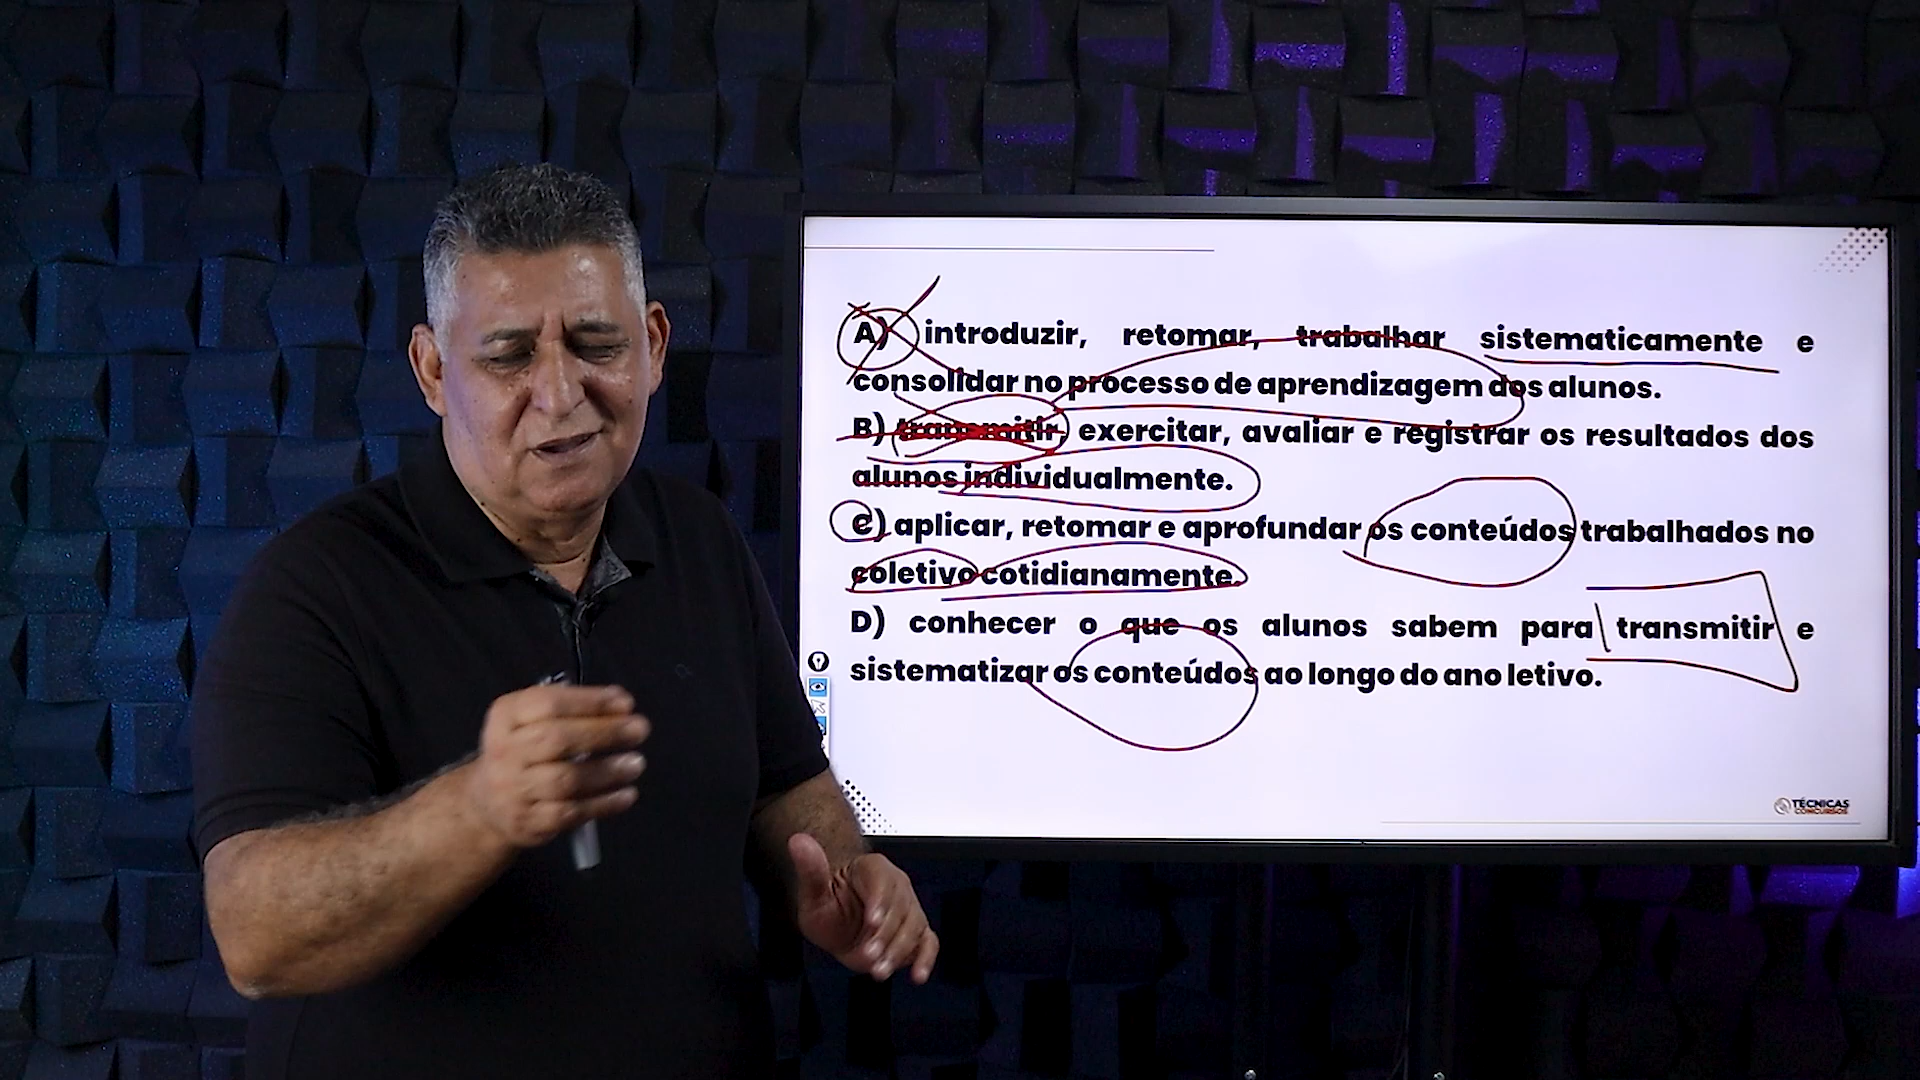 A) introduzir, retomar, trabalhar sistematicamente e
consolidar no processo de aprendizagem dos alunos.
B) transmitir, exercitar, avaliar e registrar os resultados dos
alunos individualmente.
C) aplicar, retomar e aprofundar os conteúdos trabalhados no
coletivo cotidianamente.
D) conhecer o que os alunos sabem para transmitir e
sistematizar os conteúdos ao longo do ano letivo.
TÉCNICAS
CONCURSOS